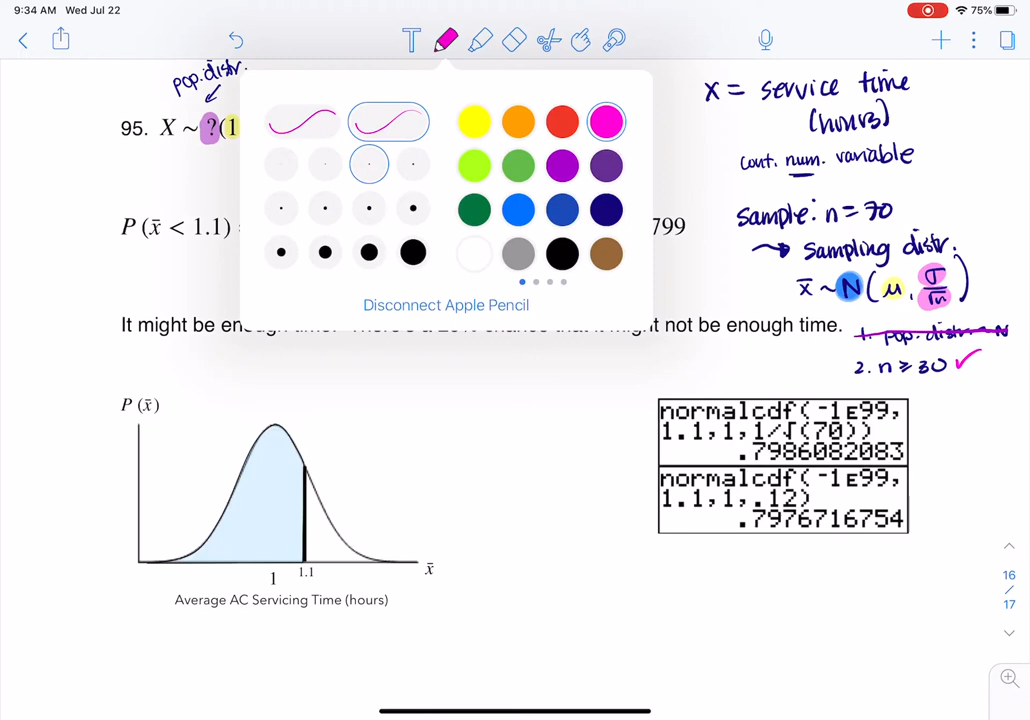 9:34 AM Wed Jul 22
75%
T
pop. distr.
95. X ~ ?(1
P (x̄ < 1.1)
799
Disconnect Apple Pencil
It might be enough time.
might not be enough time.
x = service time
(hours)
cont. num. variable
sample: n = 70
→ sampling distr.
x̄ ~ N(μ, σ/√n)
1. pop. distr. ~ N
2. n ≥ 30 ✓
P (x̄)
1
1.1
x̄
Average AC Servicing Time (hours)
normalcdf(-1E99,
1.1,1,1/√(70))
.7986082083
normalcdf(-1E99,
1.1,1,.12)
.7976716754
16
/
17